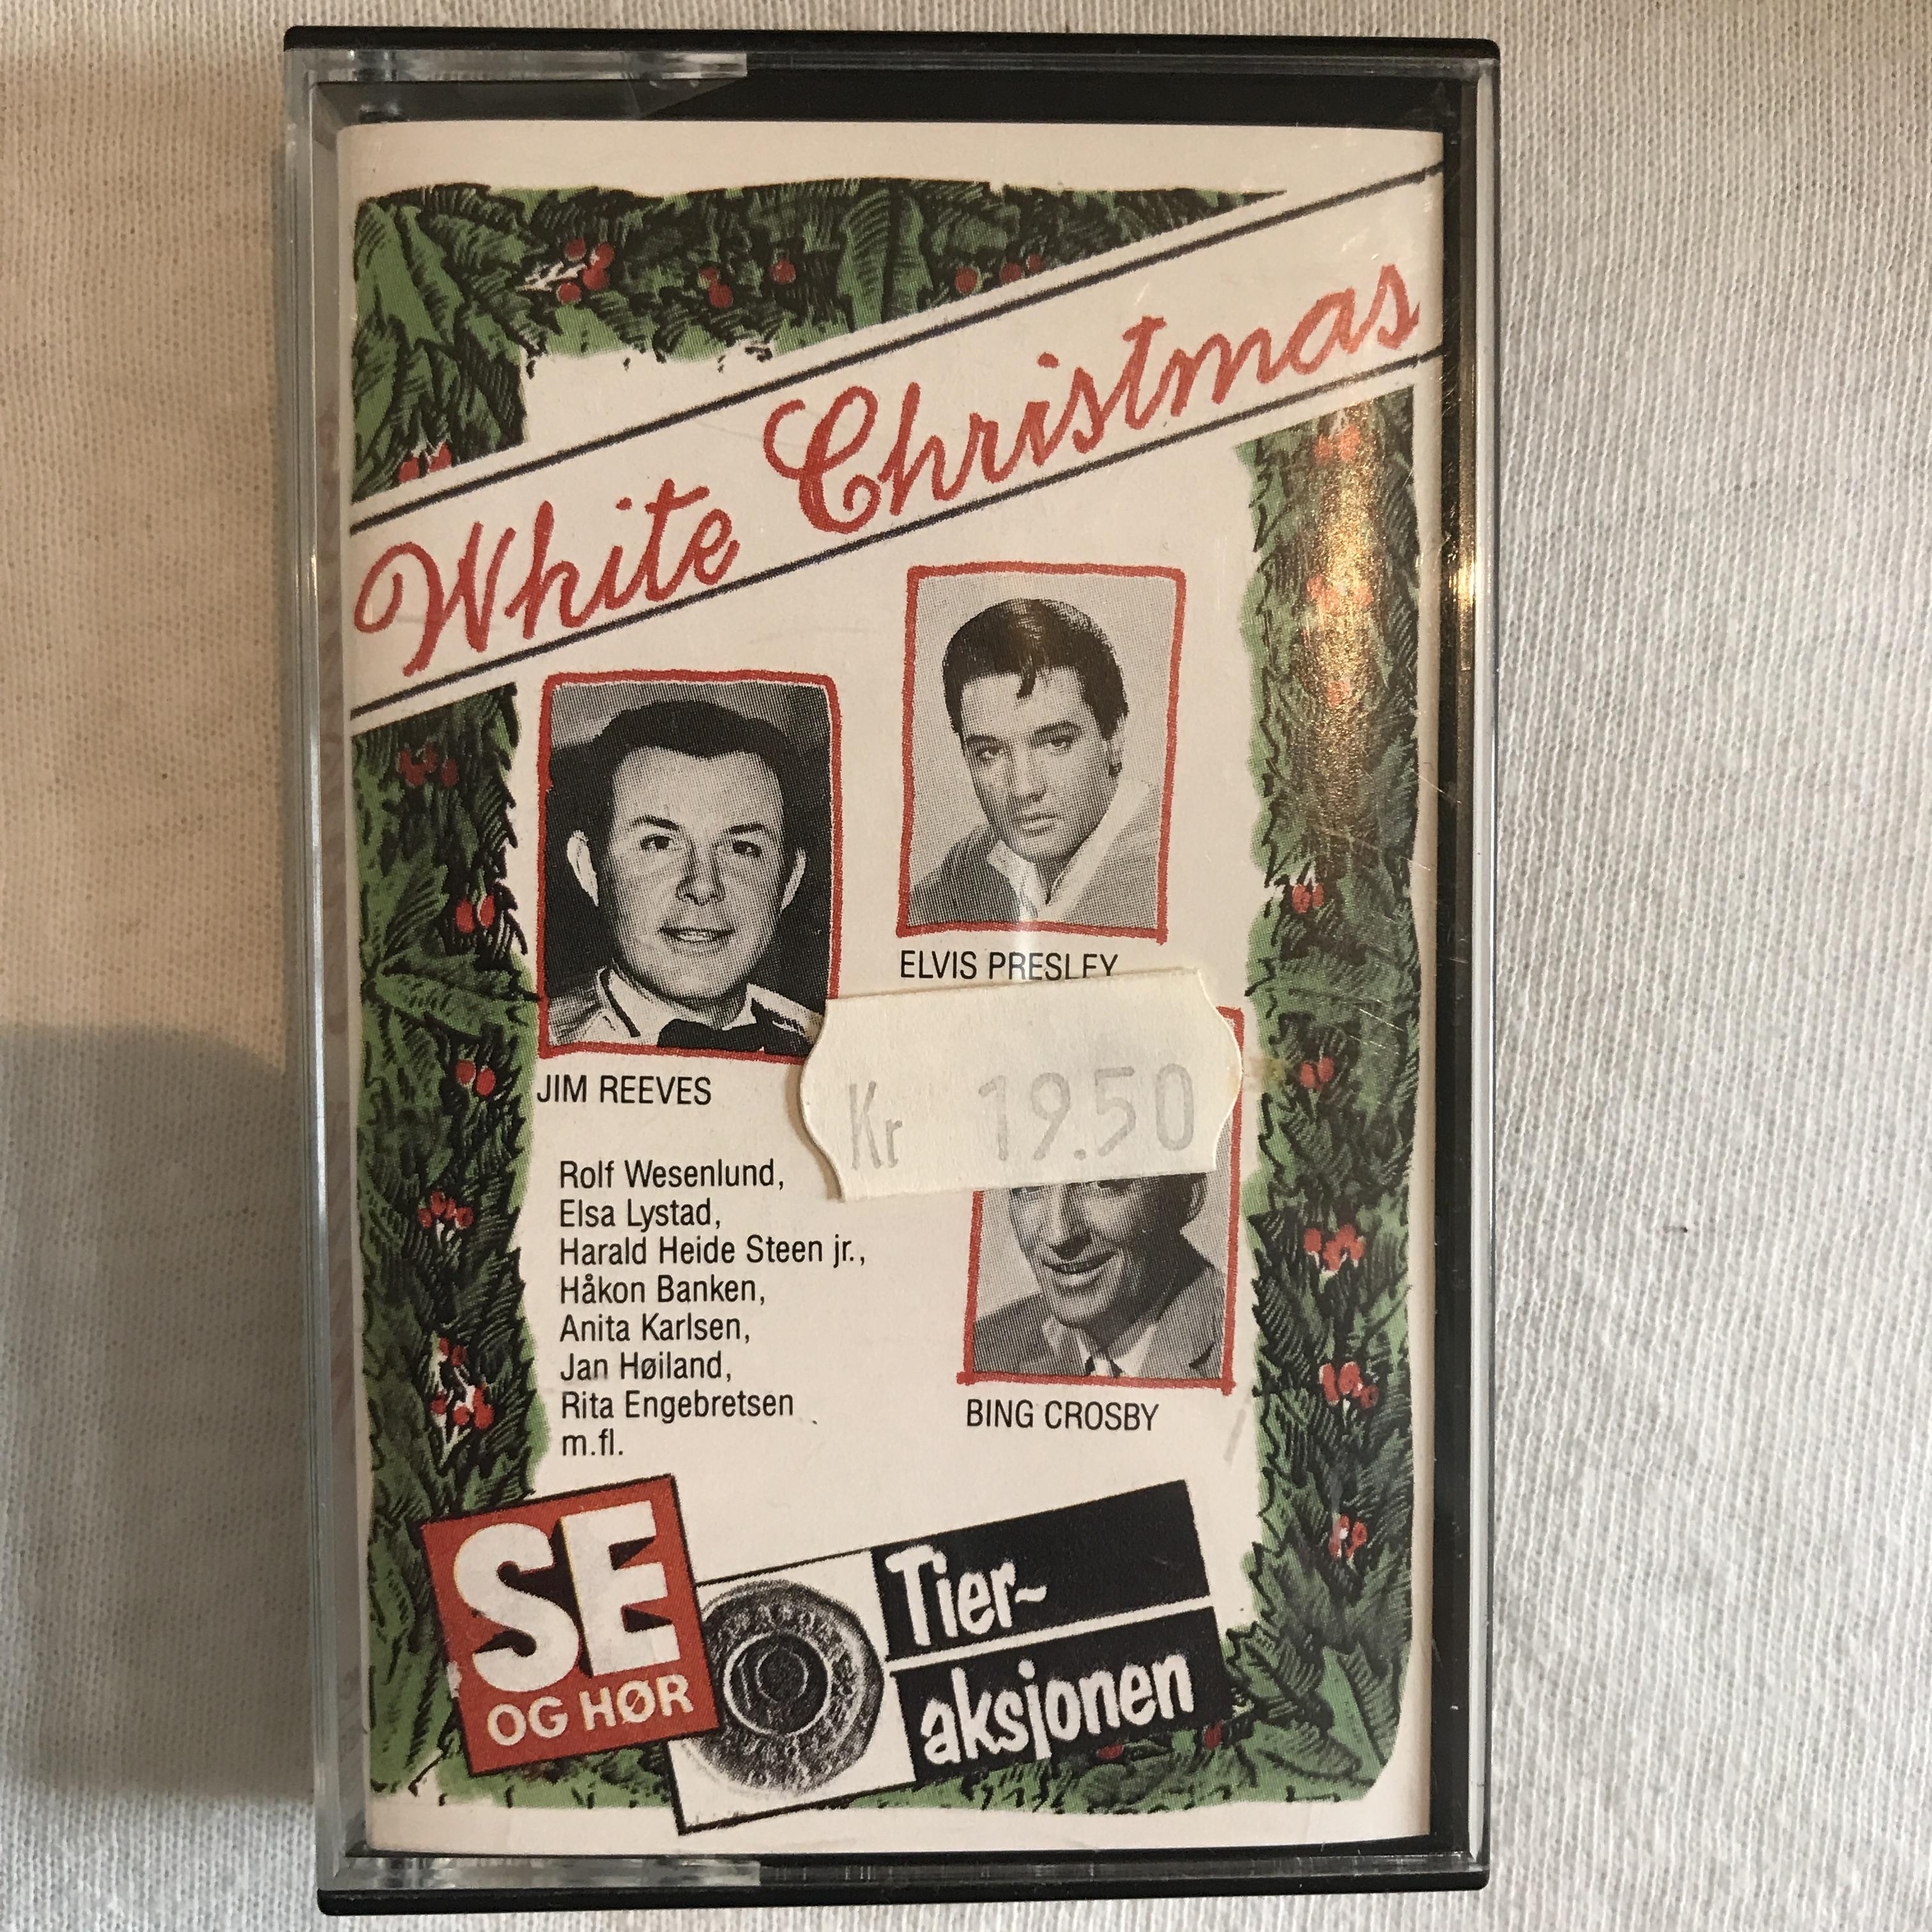 White Christmas
ELVIS PRESLEY
JIM REEVES
Kr 19.50
Rolf Wesenlund,
Elsa Lystad,
Harald Heide Steen jr.,
Håkon Banken,
Anita Karlsen,
Jan Høiland,
Rita Engebretsen
m.fl.
BING CROSBY
SE
OG HØR
Tier-
aksjonen